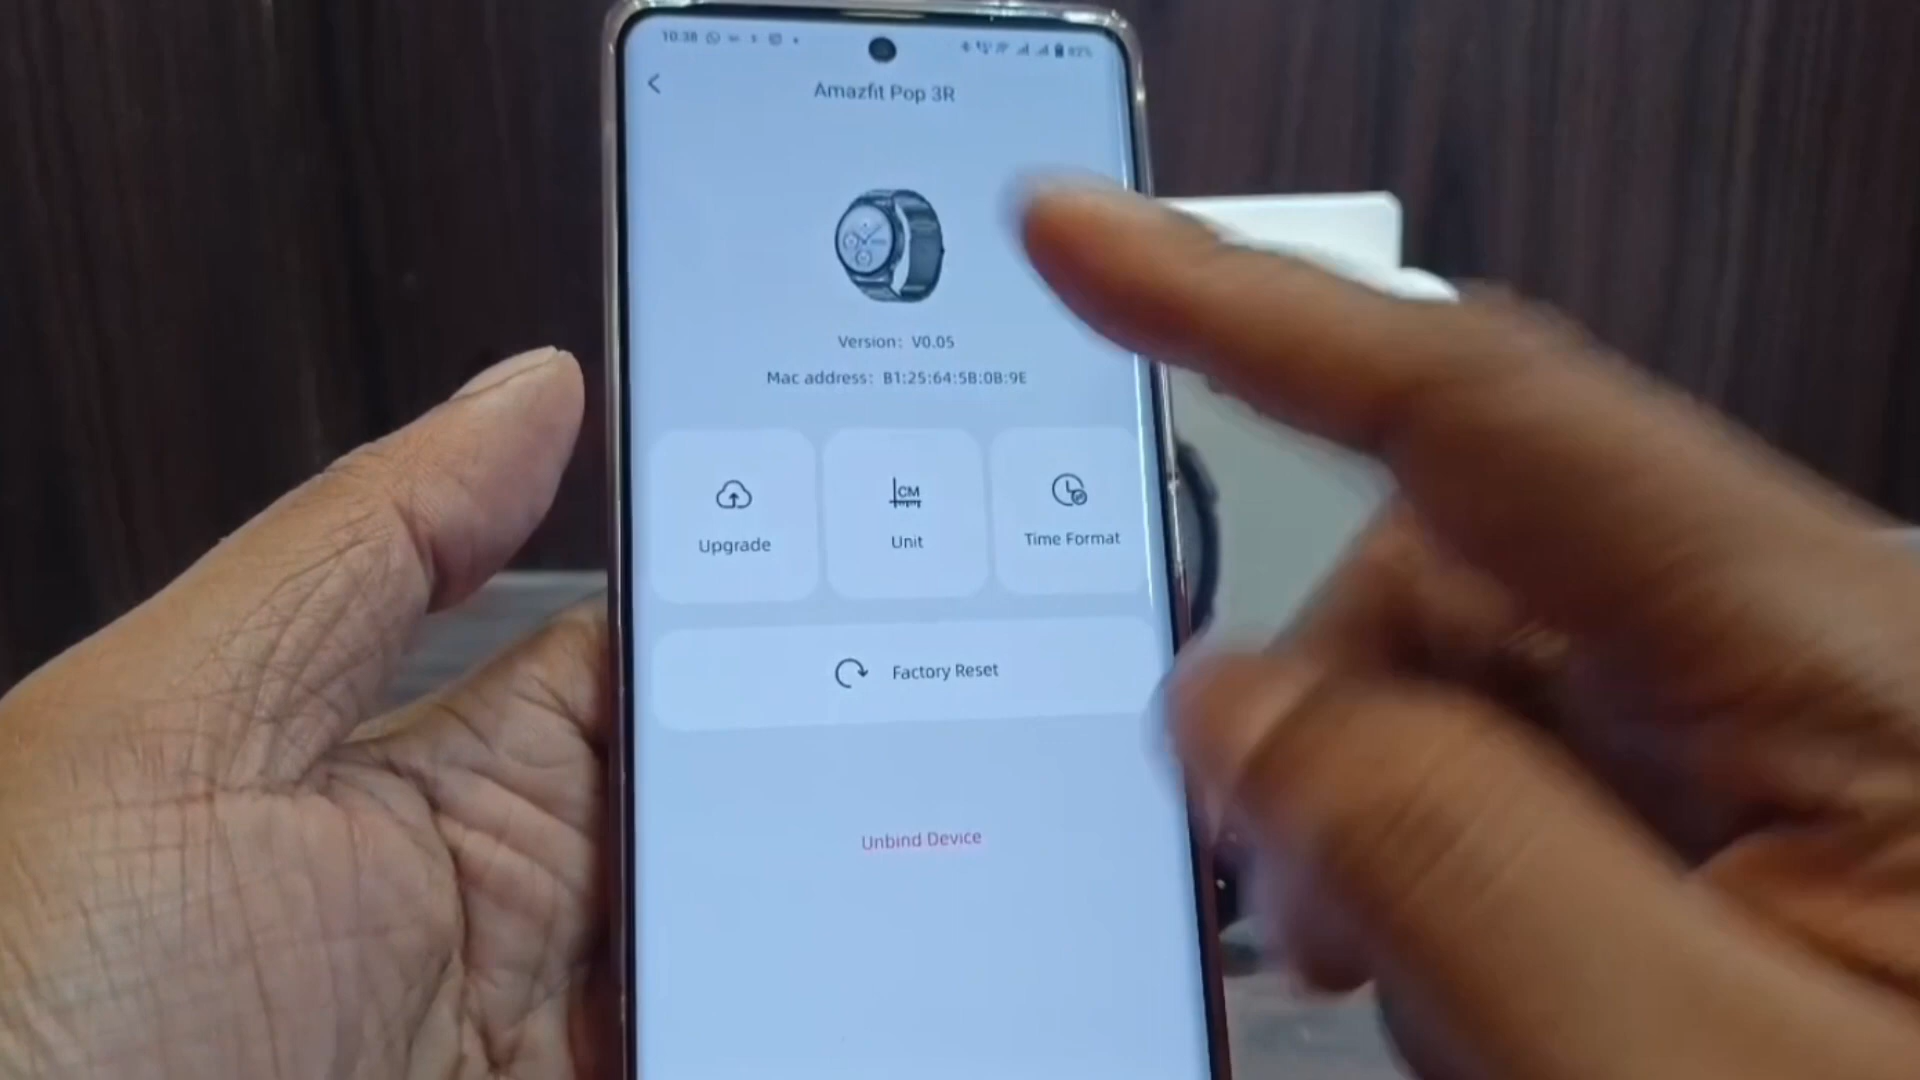 10:38
82%
Amazfit Pop 3R
Version: V0.05
Mac address: B1:25:64:5B:0B:9E
CM
Upgrade
Unit
Time Format
Factory Reset
Unbind Device